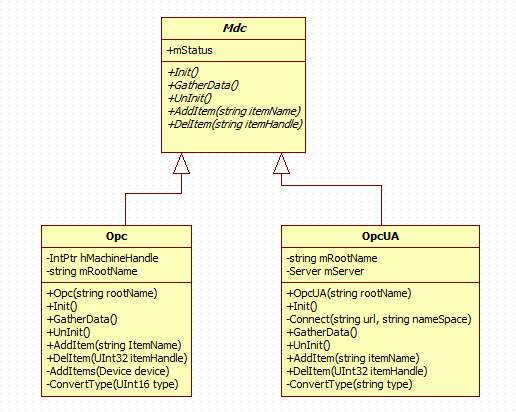 Mdc
+mStatus
+Init()
+GatherData()
+UnInit()
+AddItem(string itemName)
+DelItem(string itemHandle)
Opc
-IntPtr hMachineHandle
-string mRootName
+Opc(string rootName)
+Init()
+GatherData()
+UnInit()
+AddItem(string ItemName)
+DelItem(UInt32 itemHandle)
-AddItems(Device device)
-ConvertType(UInt16 type)
OpcUA
-string mRootName
-Server mServer
+OpcUA(string rootName)
+Init()
-Connect(string url, string nameSpace)
+GatherData()
+UnInit()
+AddItem(string itemName)
+DelItem(UInt32 itemHandle)
-ConvertType(string type)